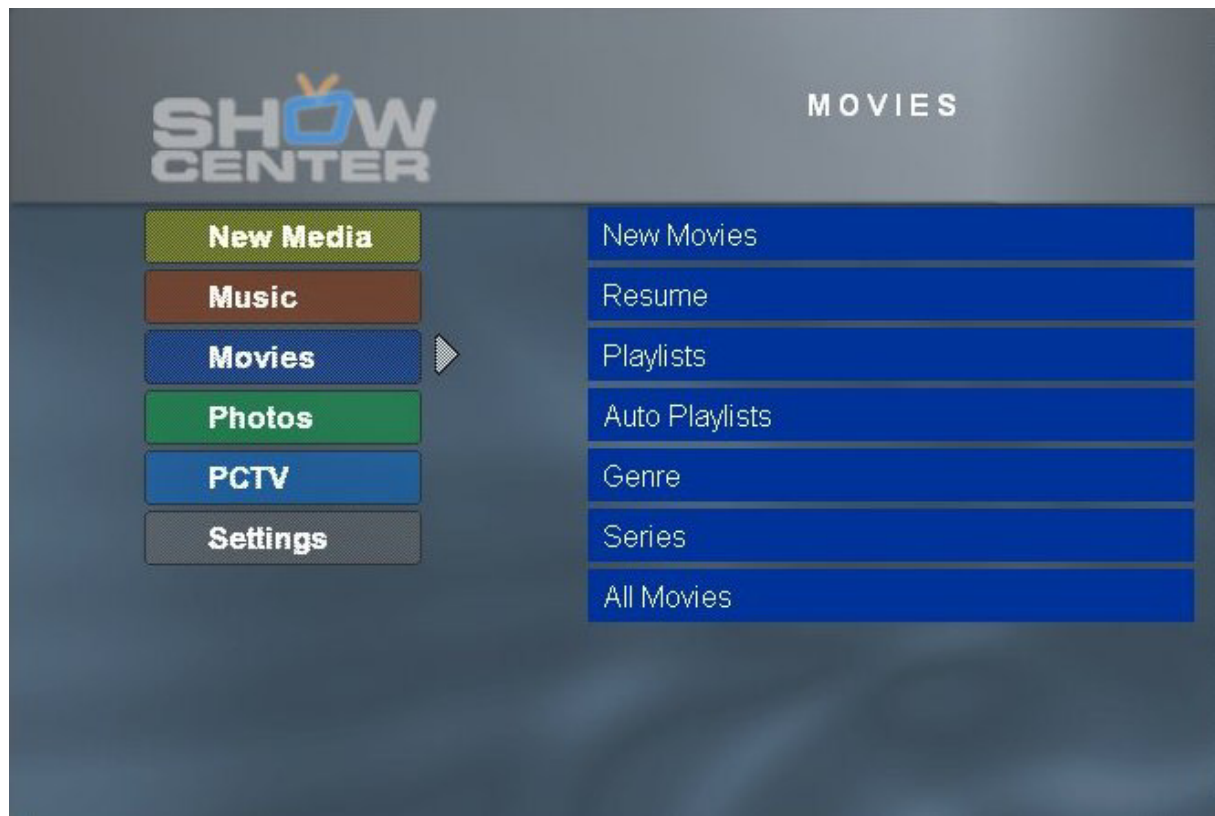 SHOW
CENTER
MOVIES
New Media
Music
Movies
Photos
PCTV
Settings
New Movies
Resume
Playlists
Auto Playlists
Genre
Series
All Movies